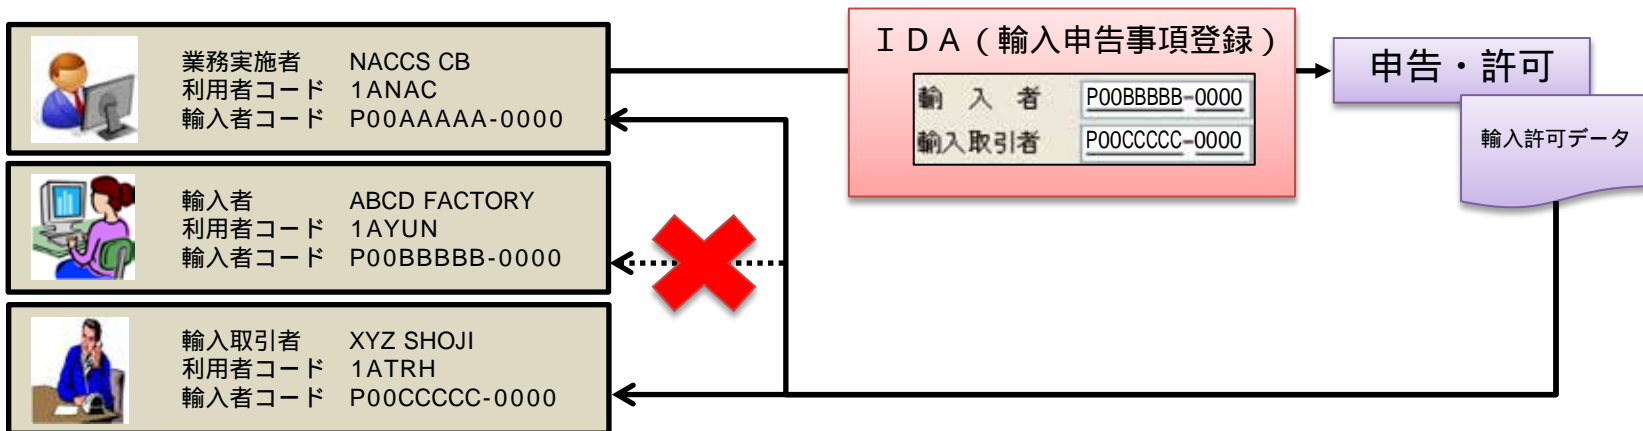 業務実施者 NACCS CB
利用者コード 1ANAC
輸入者コード P00AAAAA-0000
輸入者 ABCD FACTORY
利用者コード 1AYUN
輸入者コード P00BBBBB-0000
輸入取引者 XYZ SHOJI
利用者コード 1ATRH
輸入者コード P00CCCCC-0000
ＩＤＡ（輸入申告事項登録）
輸入者 P00BBBBB-0000
輸入取引者 P00CCCCC-0000
申告・許可
輸入許可データ